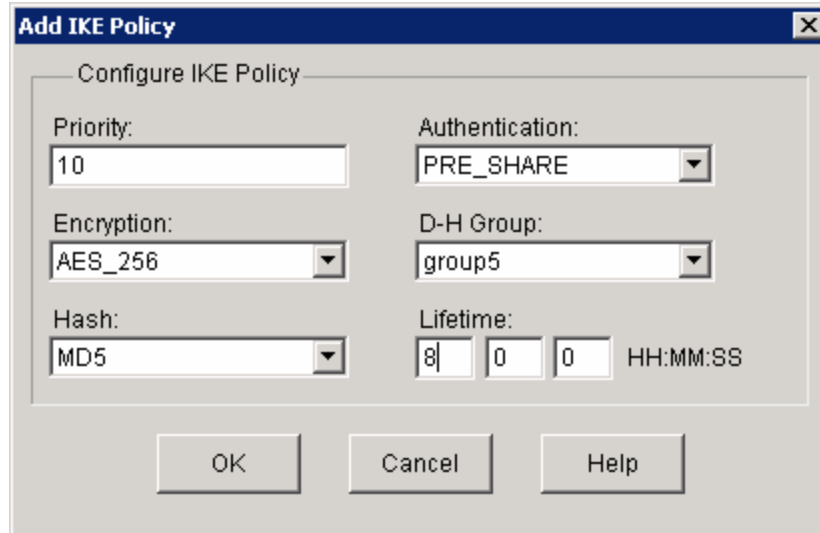 Add IKE Policy
Configure IKE Policy
Priority:
Authentication:
10
PRE_SHARE
Encryption:
D-H Group:
AES_256
group5
Hash:
Lifetime:
MD5
8 0 0 HH:MM:SS
OK Cancel Help